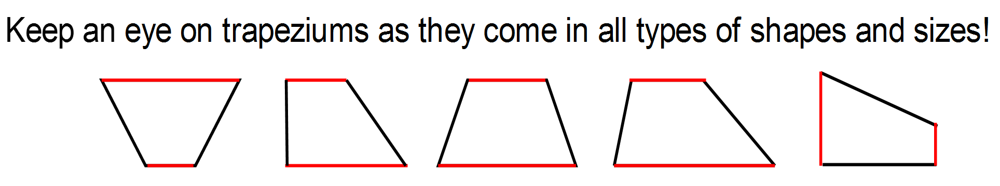 Keep an eye on trapeziums as they come in all types of shapes and sizes!